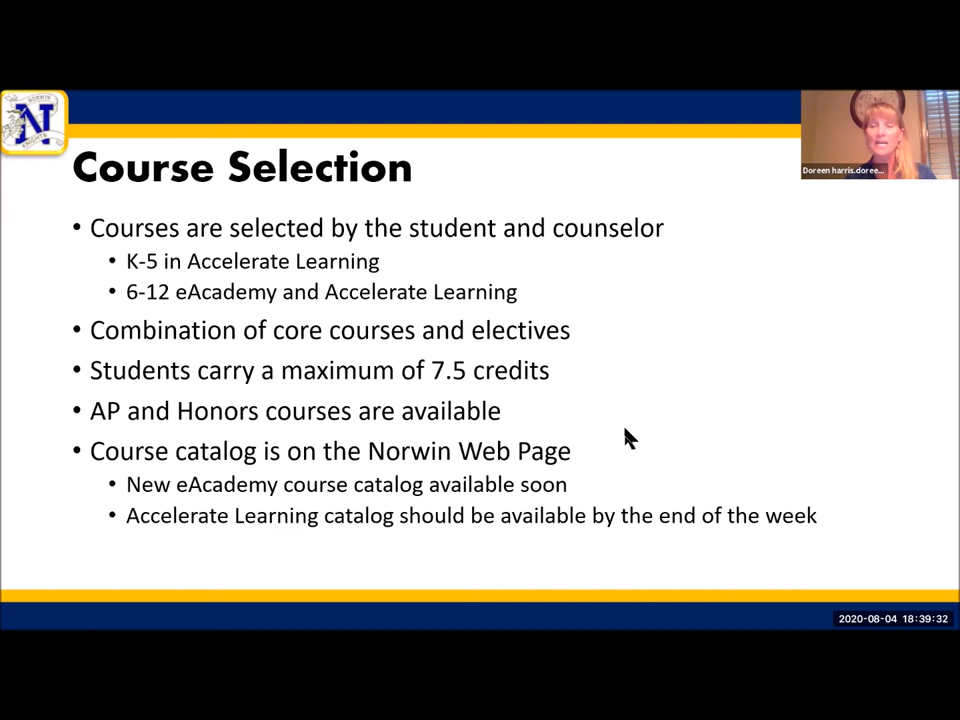 NORWIN
N
KNIGHTS
Doreen harris.doree...
Course Selection
• Courses are selected by the student and counselor
• K-5 in Accelerate Learning
• 6-12 eAcademy and Accelerate Learning
• Combination of core courses and electives
• Students carry a maximum of 7.5 credits
• AP and Honors courses are available
• Course catalog is on the Norwin Web Page
• New eAcademy course catalog available soon
• Accelerate Learning catalog should be available by the end of the week
2020-08-04 18:39:32